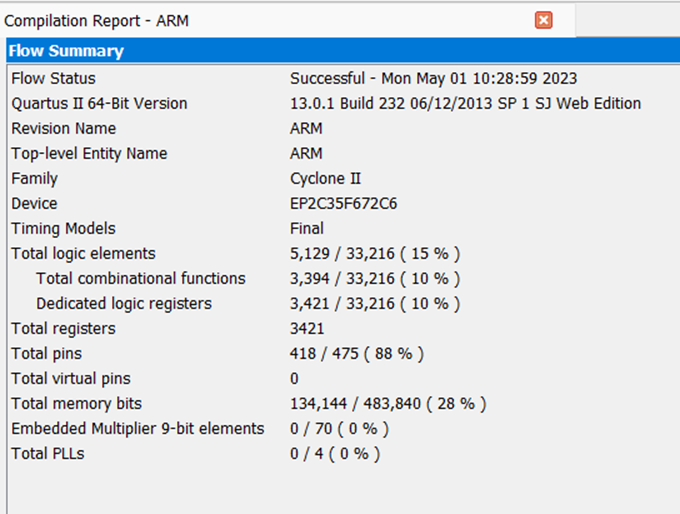 Compilation Report - ARM
Flow Summary
Flow Status Successful - Mon May 01 10:28:59 2023
Quartus II 64-Bit Version 13.0.1 Build 232 06/12/2013 SP 1 SJ Web Edition
Revision Name ARM
Top-level Entity Name ARM
Family Cyclone II
Device EP2C35F672C6
Timing Models Final
Total logic elements 5,129 / 33,216 ( 15 % )
Total combinational functions 3,394 / 33,216 ( 10 % )
Dedicated logic registers 3,421 / 33,216 ( 10 % )
Total registers 3421
Total pins 418 / 475 ( 88 % )
Total virtual pins 0
Total memory bits 134,144 / 483,840 ( 28 % )
Embedded Multiplier 9-bit elements 0 / 70 ( 0 % )
Total PLLs 0 / 4 ( 0 % )